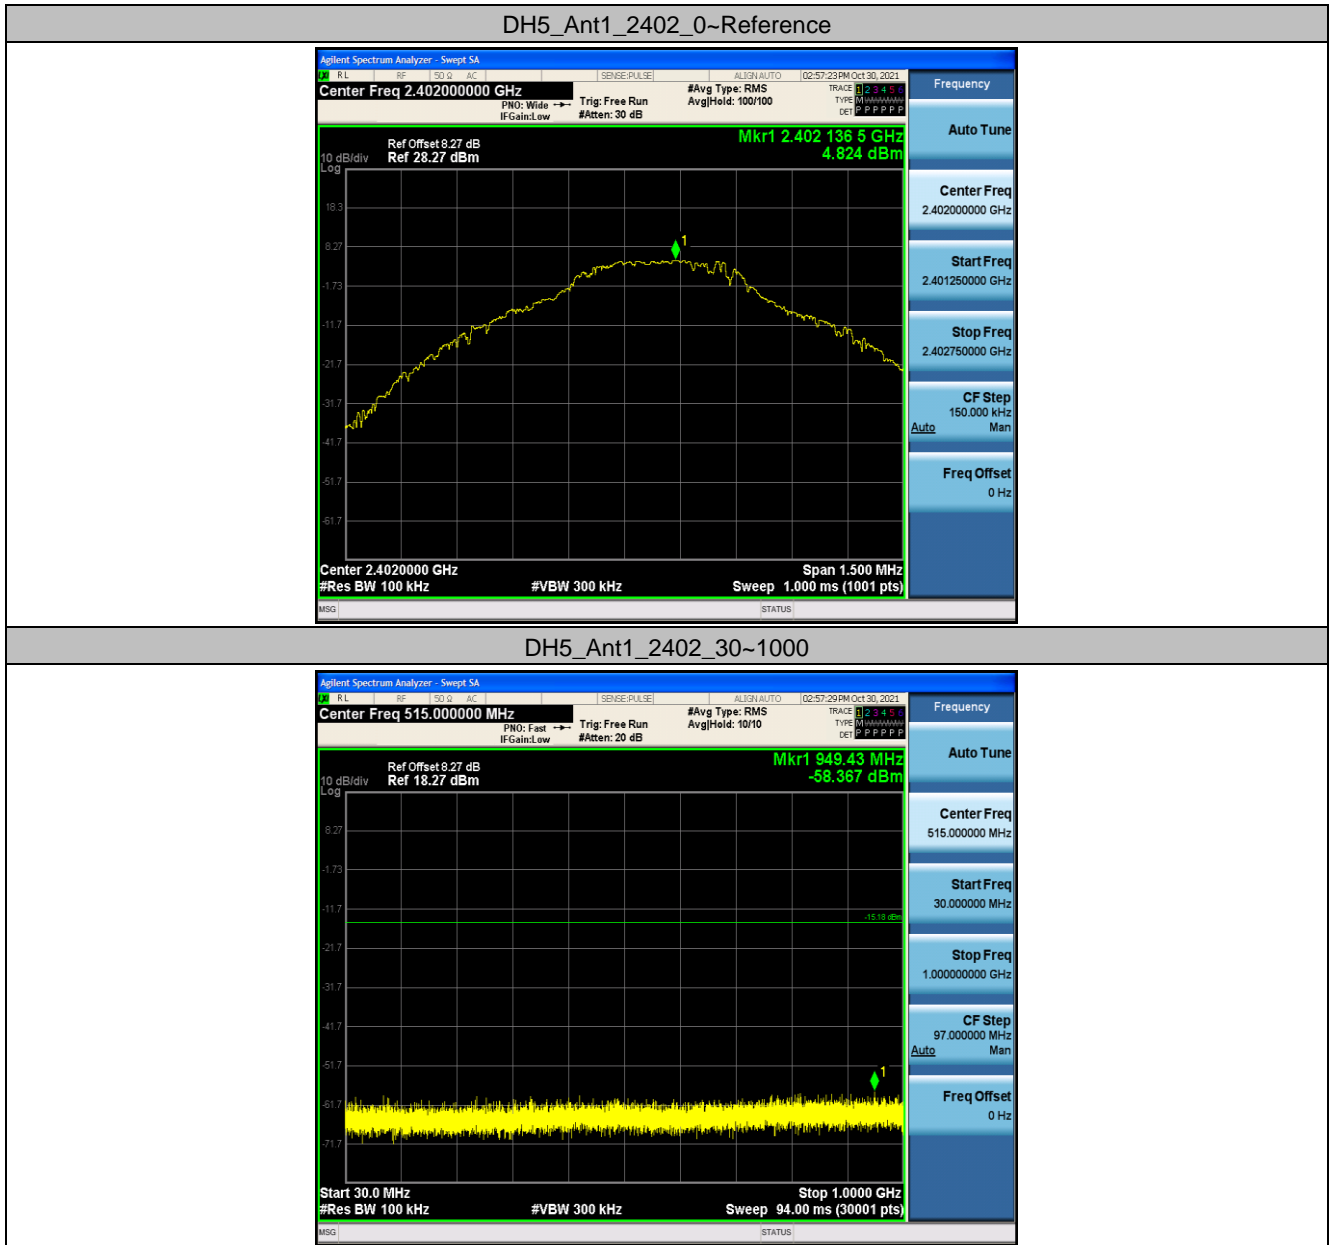 DH5_Ant1_2402_0~Reference
Agilent Spectrum Analyzer - Swept SA
RL RF 50 Ω AC SENSE:PULSE ALIGN AUTO 02:57:23 PM Oct 30, 2021
Center Freq 2.402000000 GHz
PNO: Wide
IFGain:Low
Trig: Free Run
#Atten: 30 dB
#Avg Type: RMS
Avg|Hold: 100/100
TRACE 1 2 3 4 5 6
TYPE M
DET P P P P P P
Frequency
Mkr1 2.402 136 5 GHz
4.824 dBm
Ref Offset 8.27 dB
10 dB/div Ref 28.27 dBm
Log
18.3
8.27
-1.73
-11.7
-21.7
-31.7
-41.7
-51.7
-61.7
1
Center 2.4020000 GHz Span 1.500 MHz
#Res BW 100 kHz #VBW 300 kHz Sweep 1.000 ms (1001 pts)
MSG STATUS
Auto Tune
Center Freq
2.402000000 GHz
Start Freq
2.401250000 GHz
Stop Freq
2.402750000 GHz
CF Step
150.000 kHz
Auto Man
Freq Offset
0 Hz
DH5_Ant1_2402_30~1000
Agilent Spectrum Analyzer - Swept SA
RL RF 50 Ω AC SENSE:PULSE ALIGN AUTO 02:57:29 PM Oct 30, 2021
Center Freq 515.000000 MHz
PNO: Fast
IFGain:Low
Trig: Free Run
#Atten: 20 dB
#Avg Type: RMS
Avg|Hold: 10/10
TRACE 1 2 3 4 5 6
TYPE M
DET P P P P P P
Frequency
Mkr1 949.43 MHz
-58.367 dBm
Ref Offset 8.27 dB
10 dB/div Ref 18.27 dBm
Log
8.27
-1.73
-11.7
-21.7
-31.7
-41.7
-51.7
-61.7
-71.7
-15.18 dBm
1
Start 30.0 MHz Stop 1.0000 GHz
#Res BW 100 kHz #VBW 300 kHz Sweep 94.00 ms (30001 pts)
MSG STATUS
Auto Tune
Center Freq
515.000000 MHz
Start Freq
30.000000 MHz
Stop Freq
1.000000000 GHz
CF Step
97.000000 MHz
Auto Man
Freq Offset
0 Hz